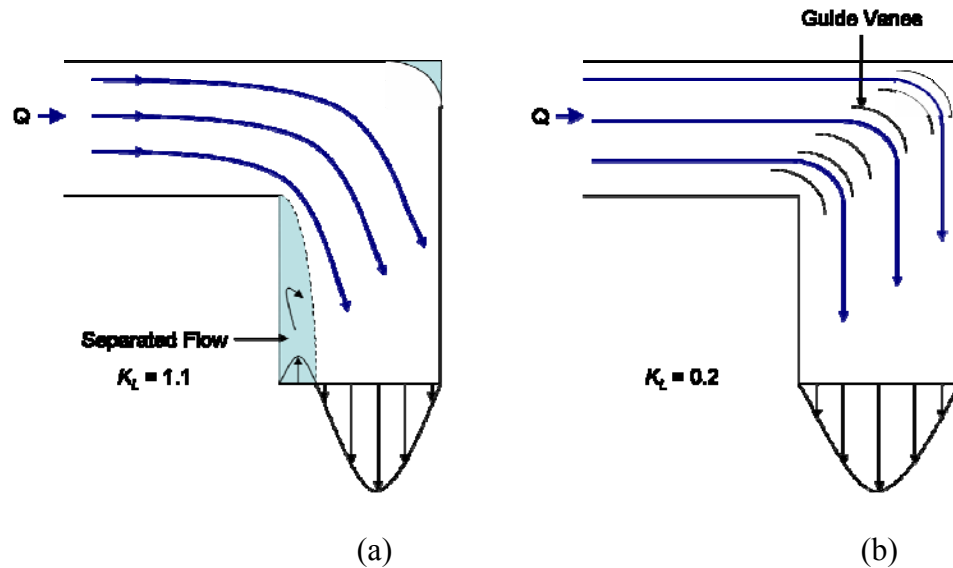 Q
Separated Flow
K_L = 1.1
(a)
Guide Vanes
Q
K_L = 0.2
(b)